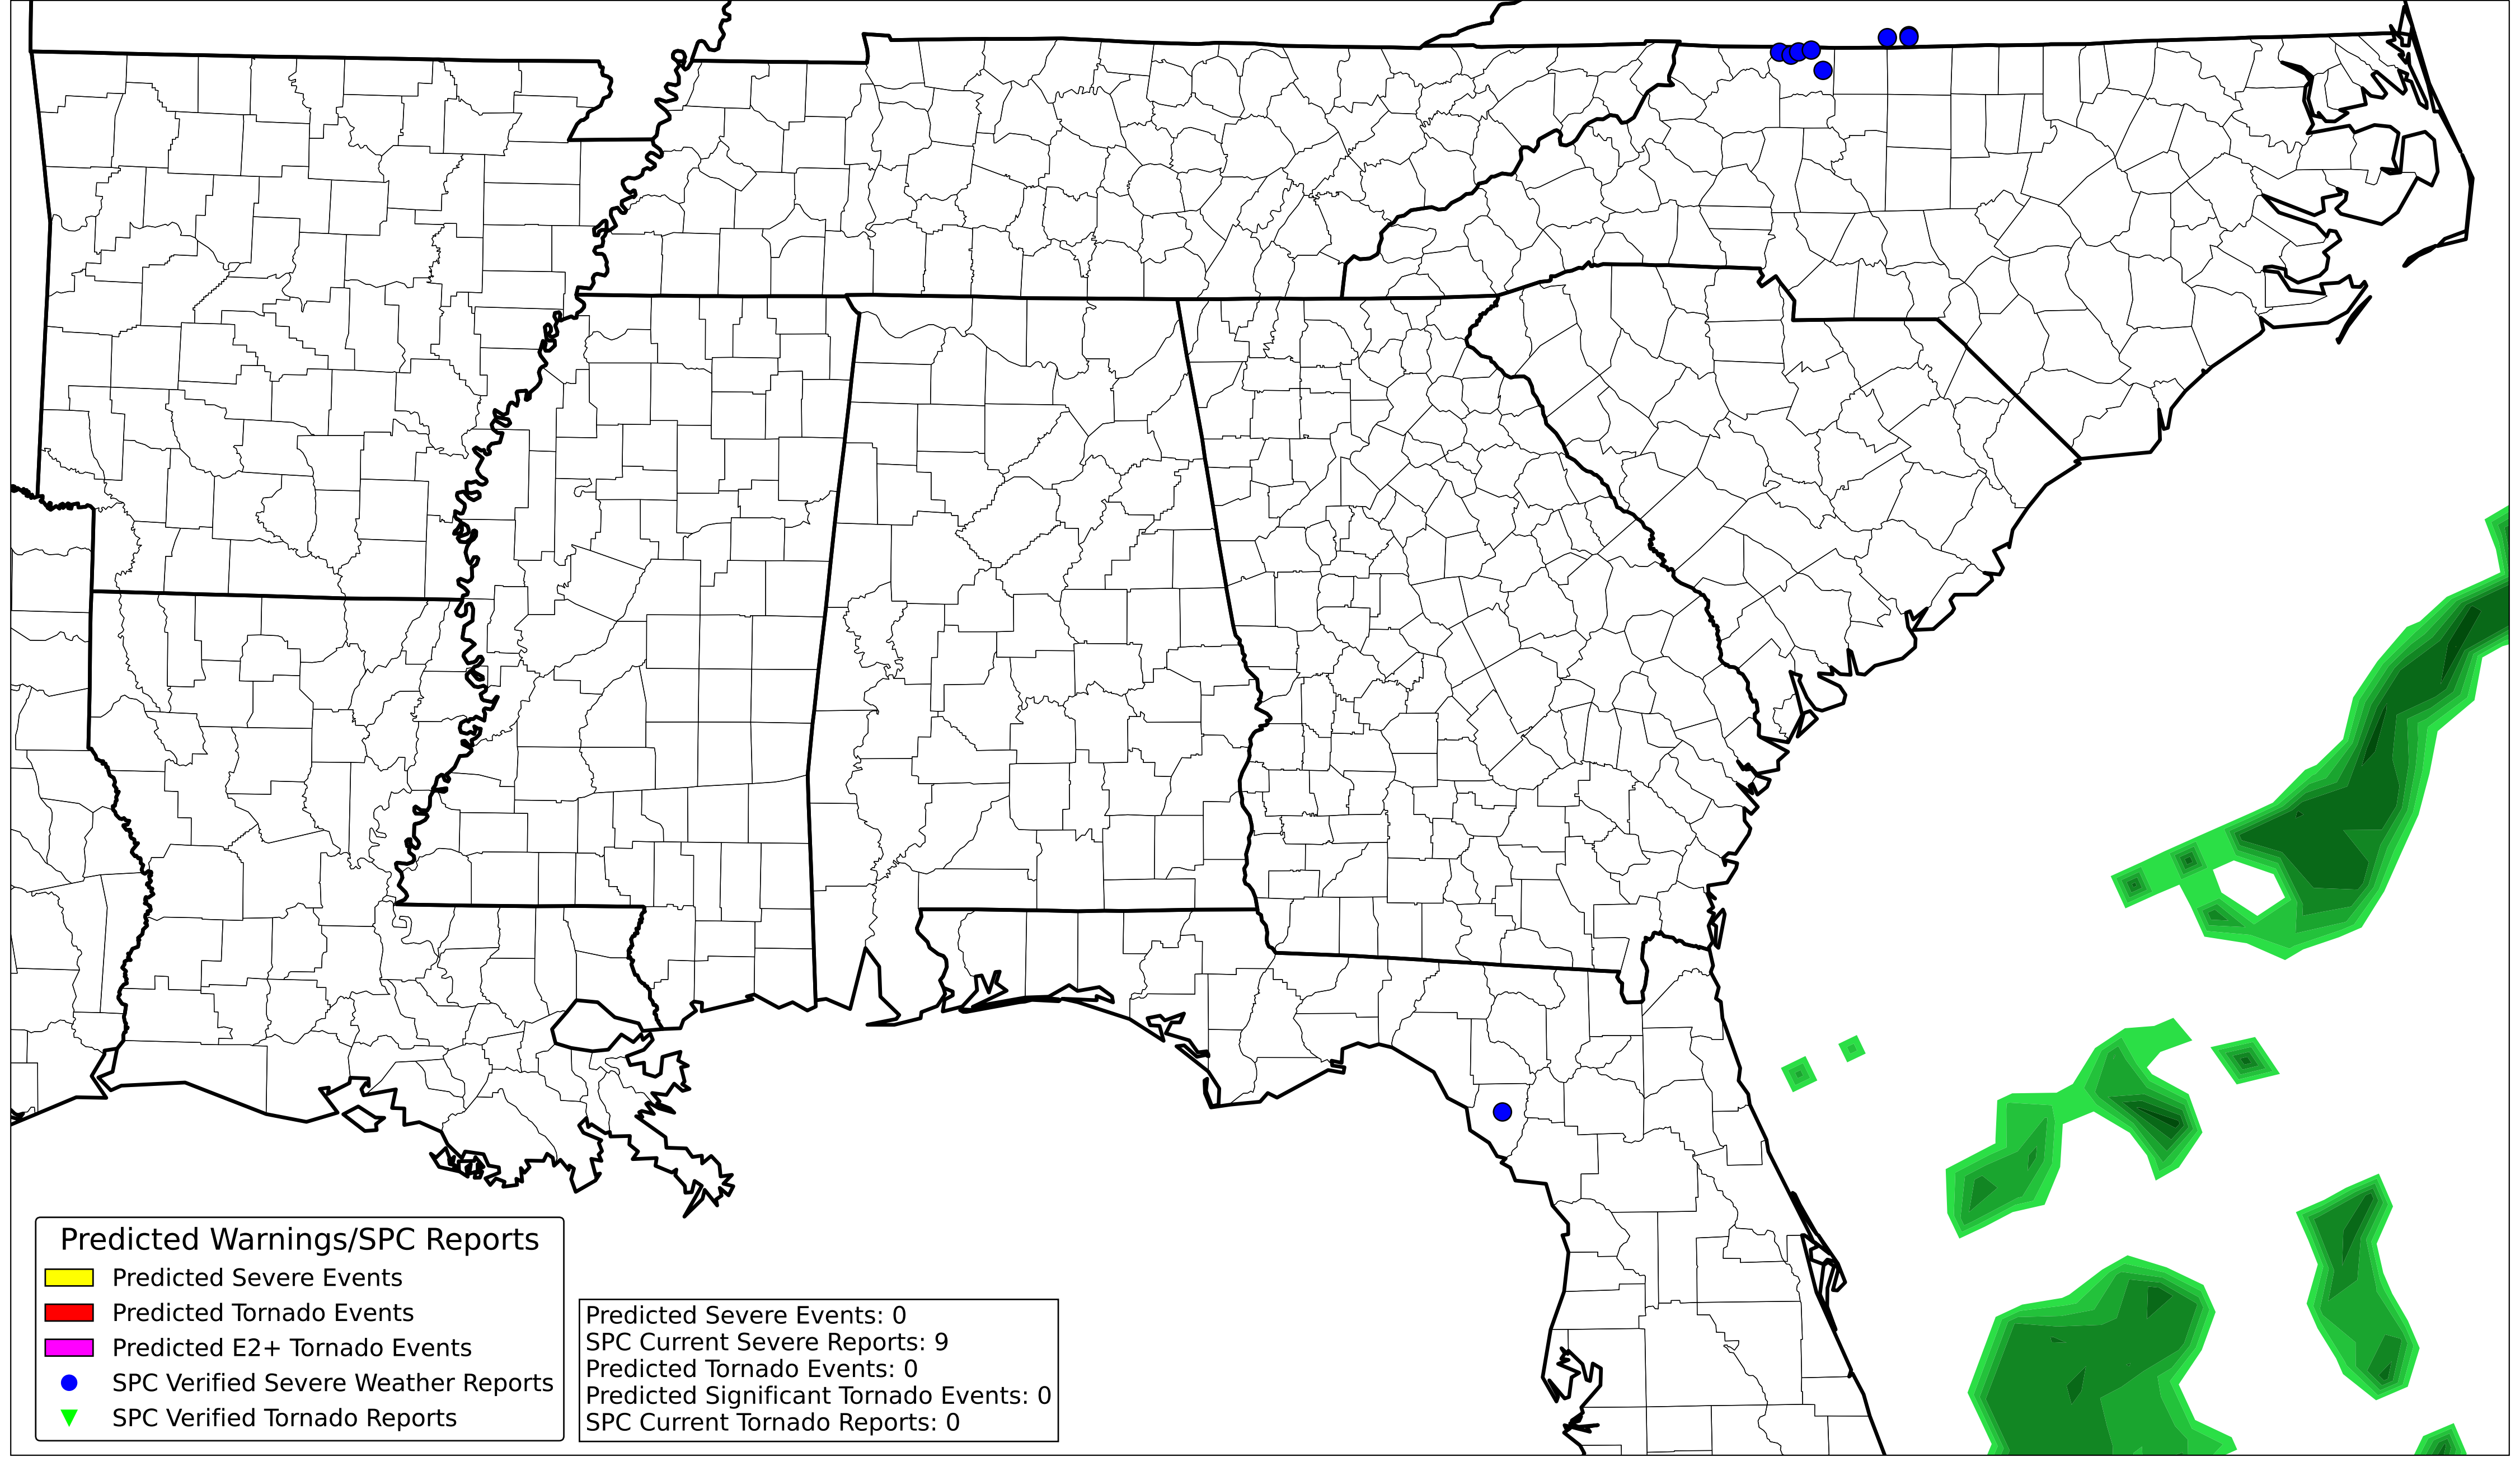 Predicted Warnings/SPC Reports
Predicted Severe Events
Predicted Tornado Events
Predicted E2+ Tornado Events
SPC Verified Severe Weather Reports
SPC Verified Tornado Reports
Predicted Severe Events: 0
SPC Current Severe Reports: 9
Predicted Tornado Events: 0
Predicted Significant Tornado Events: 0
SPC Current Tornado Reports: 0